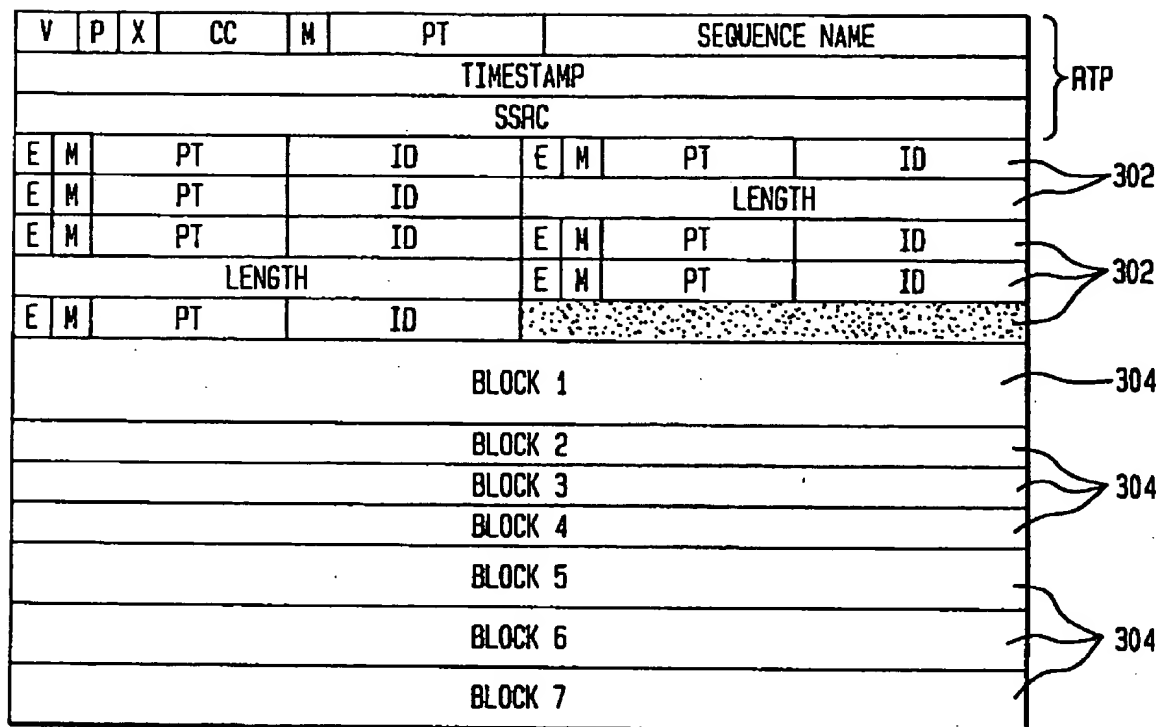 V P X CC M PT SEQUENCE NAME
TIMESTAMP RTP
SSRC
E M PT ID E M PT ID 302
E M PT ID LENGTH
E M PT ID E M PT ID 302
LENGTH E M PT ID
E M PT ID
BLOCK 1 304
BLOCK 2
BLOCK 3 304
BLOCK 4
BLOCK 5
BLOCK 6 304
BLOCK 7